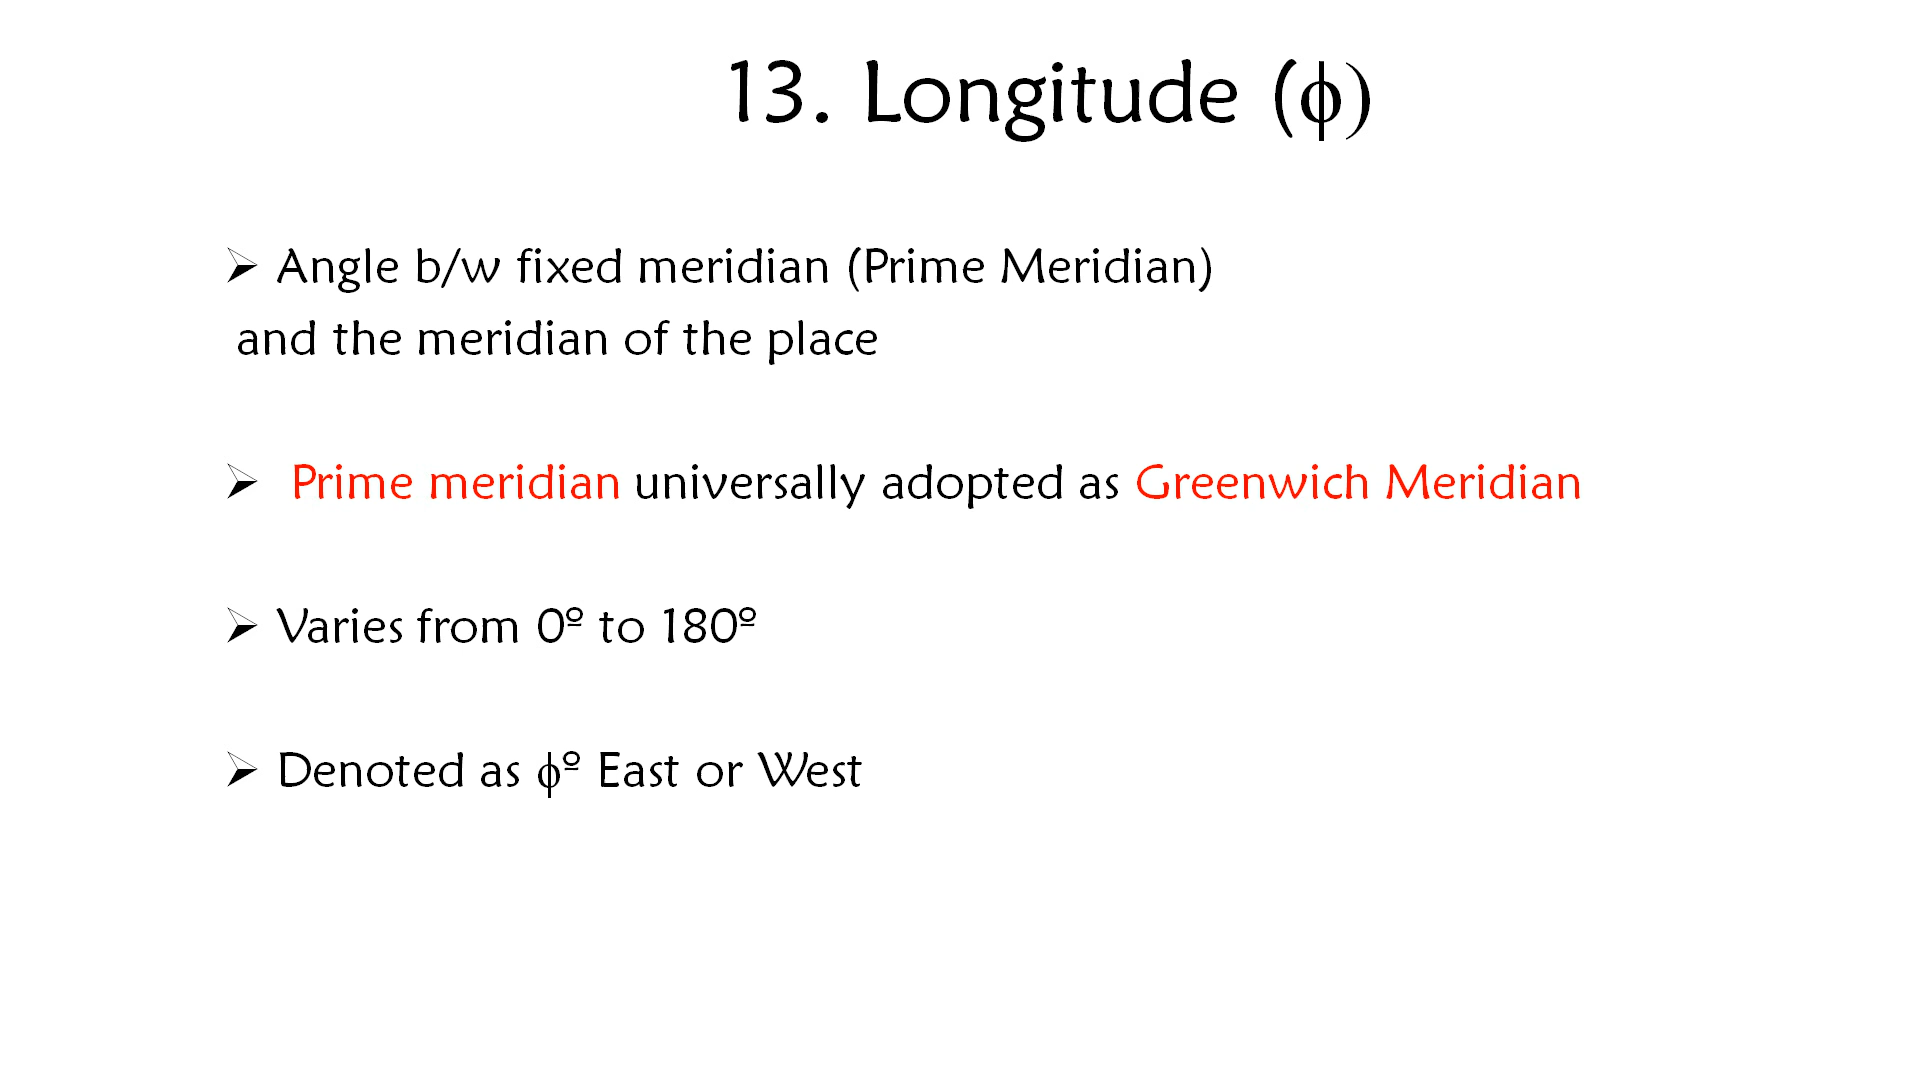 13. Longitude (ϕ)
➢ Angle b/w fixed meridian (Prime Meridian)
and the meridian of the place
➢ Prime meridian universally adopted as Greenwich Meridian
➢ Varies from 0º to 180º
➢ Denoted as ϕº East or West